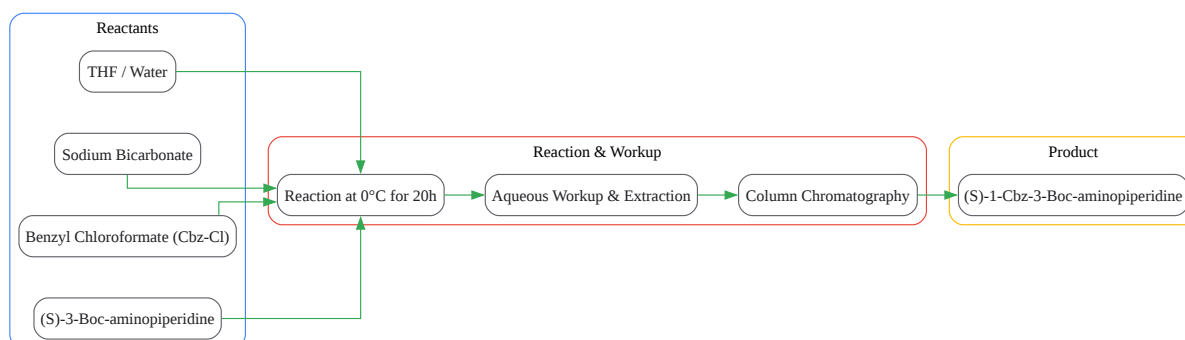 Reactants
THF / Water
Sodium Bicarbonate
Benzyl Chloroformate (Cbz-Cl)
(S)-3-Boc-aminopiperidine
Reaction & Workup
Reaction at 0°C for 20h
Aqueous Workup & Extraction
Column Chromatography
Product
(S)-1-Cbz-3-Boc-aminopiperidine